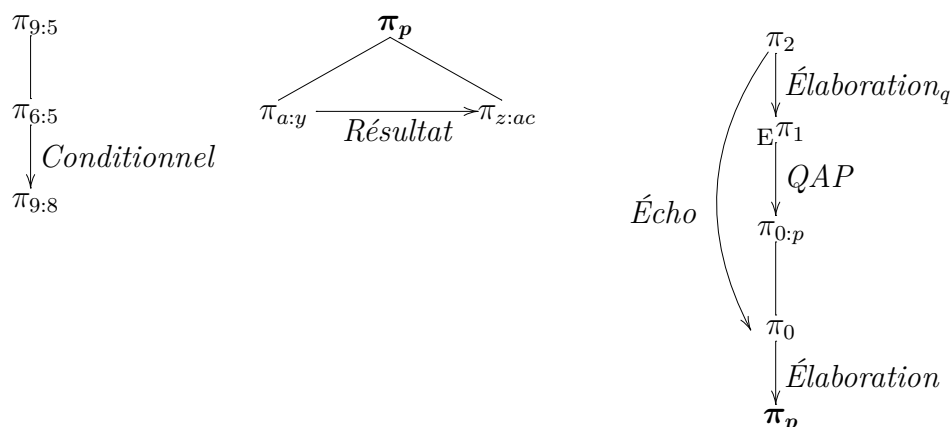 π9:5
π6:5
Conditionnel
π9:8
πp
πa:y
Résultat
πz:ac
π2
Élaborationq
Eπ1
QAP
Écho
π0:p
π0
Élaboration
πp